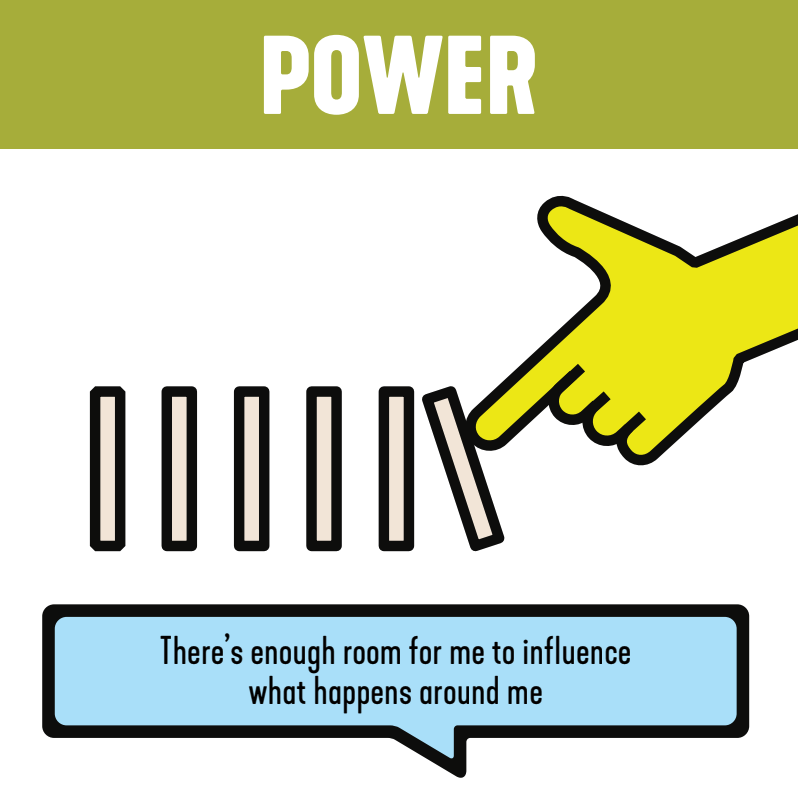 POWER
There's enough room for me to influence
what happens around me